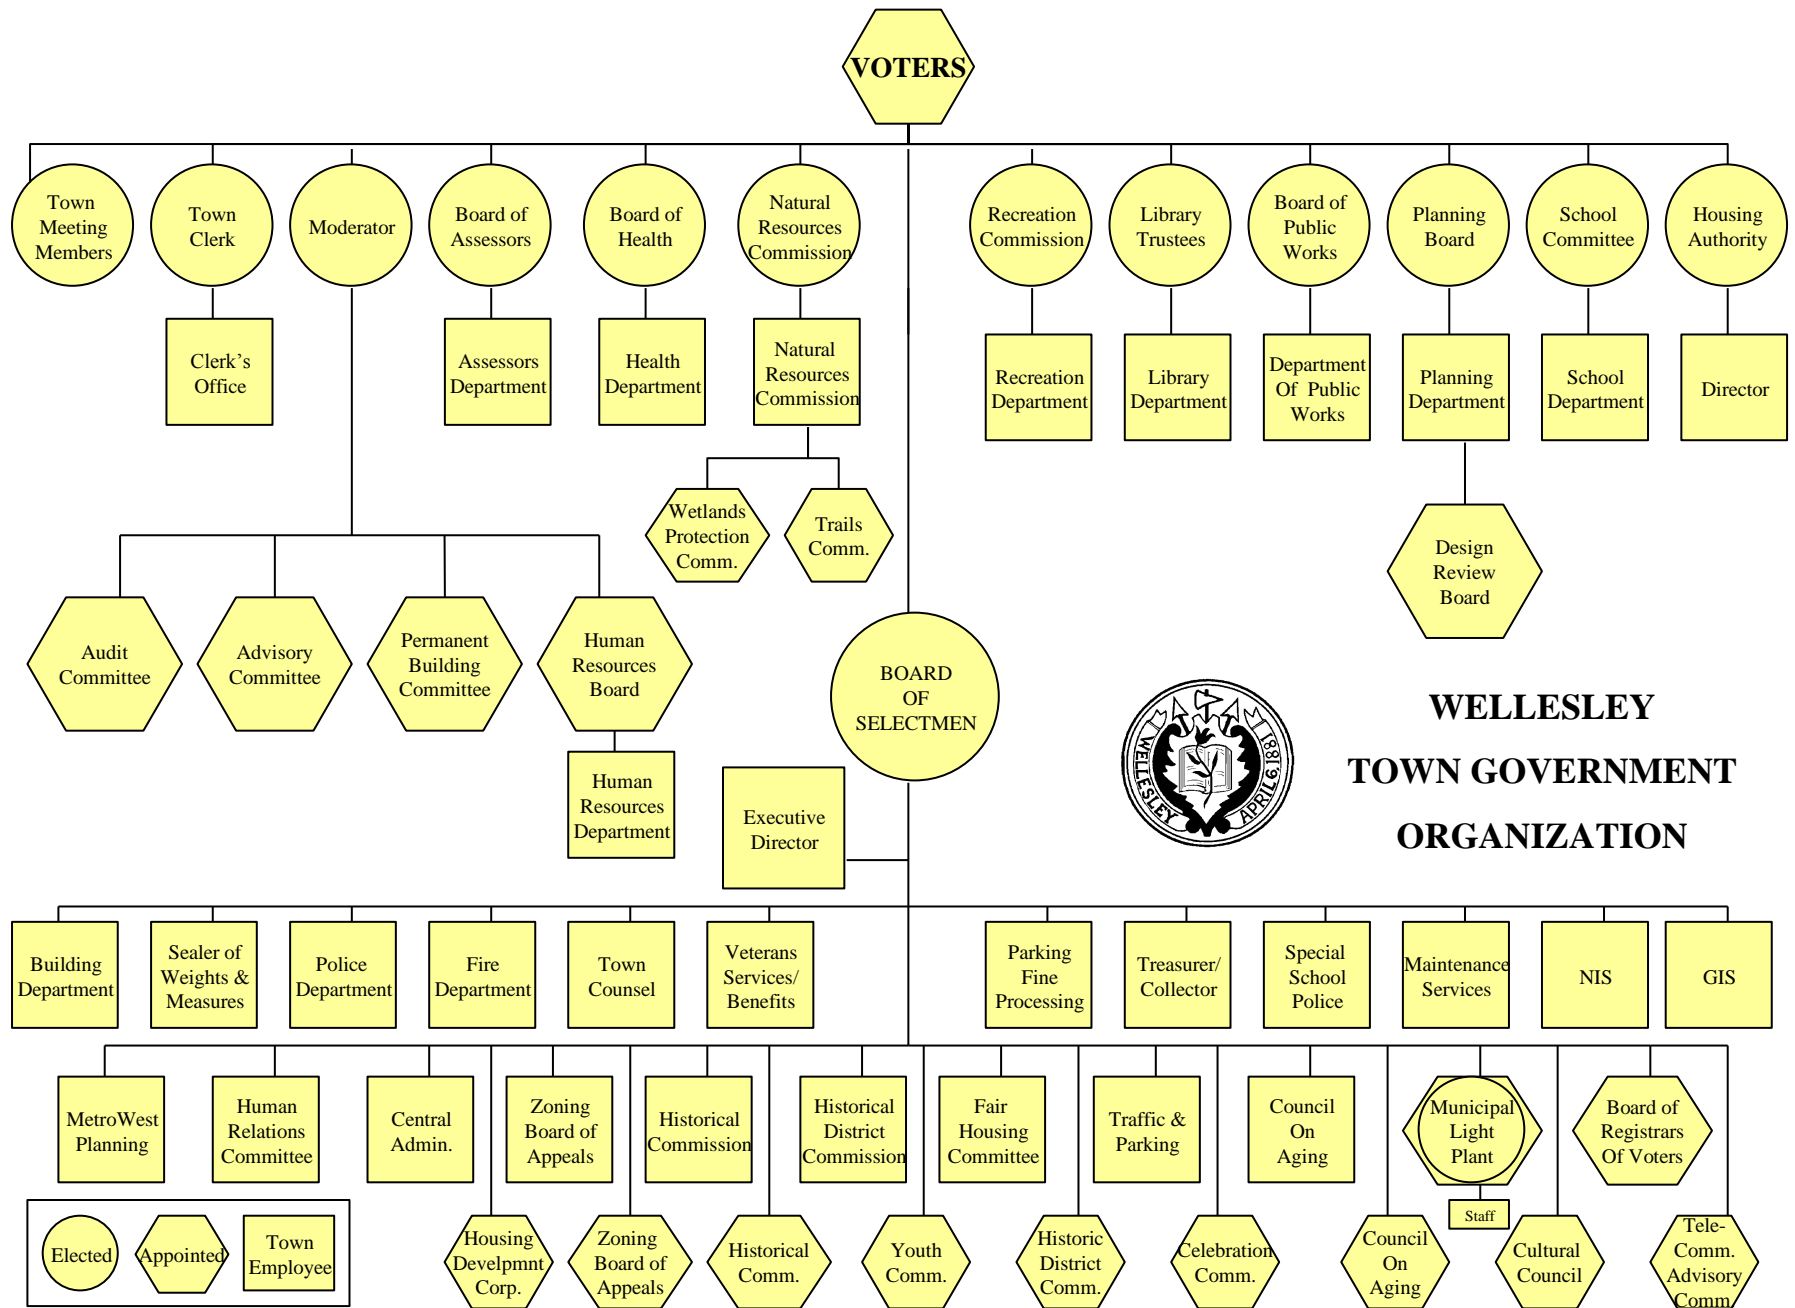 VOTERS
Town
Meeting
Members
Town
Clerk
Moderator
Board of
Assessors
Board of
Health
Natural
Resources
Commission
Recreation
Commission
Library
Trustees
Board of
Public
Works
Planning
Board
School
Committee
Housing
Authority
Clerk's
Office
Assessors
Department
Health
Department
Natural
Resources
Commission
Recreation
Department
Library
Department
Department
Of Public
Works
Planning
Department
School
Department
Director
Wetlands
Protection
Comm.
Trails
Comm.
Design
Review
Board
Audit
Committee
Advisory
Committee
Permanent
Building
Committee
Human
Resources
Board
BOARD
OF
SELECTMEN
WELLESLEY
APRIL 6, 1881
WELLESLEY
TOWN GOVERNMENT
ORGANIZATION
Human
Resources
Department
Executive
Director
Building
Department
Sealer of
Weights &
Measures
Police
Department
Fire
Department
Town
Counsel
Veterans
Services/
Benefits
Parking
Fine
Processing
Treasurer/
Collector
Special
School
Police
Maintenance
Services
NIS
GIS
MetroWest
Planning
Human
Relations
Committee
Central
Admin.
Zoning
Board of
Appeals
Historical
Commission
Historical
District
Commission
Fair
Housing
Committee
Traffic &
Parking
Council
On
Aging
Municipal
Light
Plant
Board of
Registrars
Of Voters
Staff
Elected
Appointed
Town
Employee
Housing
Develpmnt
Corp.
Zoning
Board of
Appeals
Historical
Comm.
Youth
Comm.
Historic
District
Comm.
Celebration
Comm.
Council
On
Aging
Cultural
Council
Tele-
Comm.
Advisory
Comm.